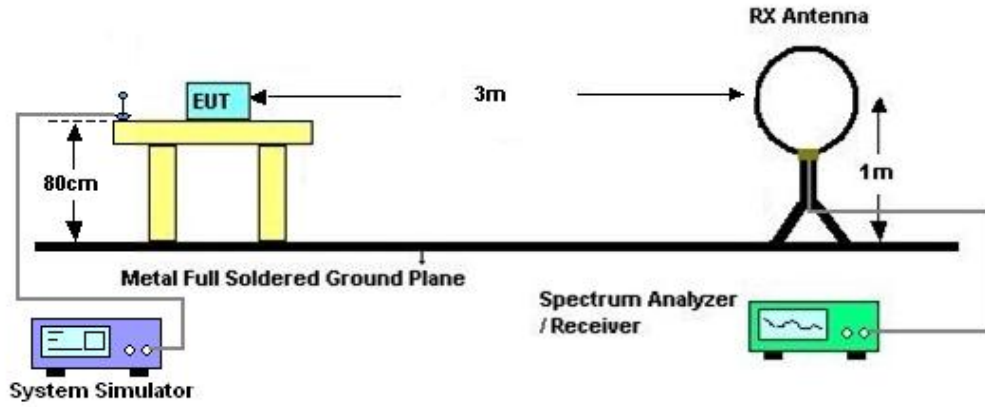 RX Antenna
EUT
3m
80cm
1m
Metal Full Soldered Ground Plane
Spectrum Analyzer
/ Receiver
System Simulator